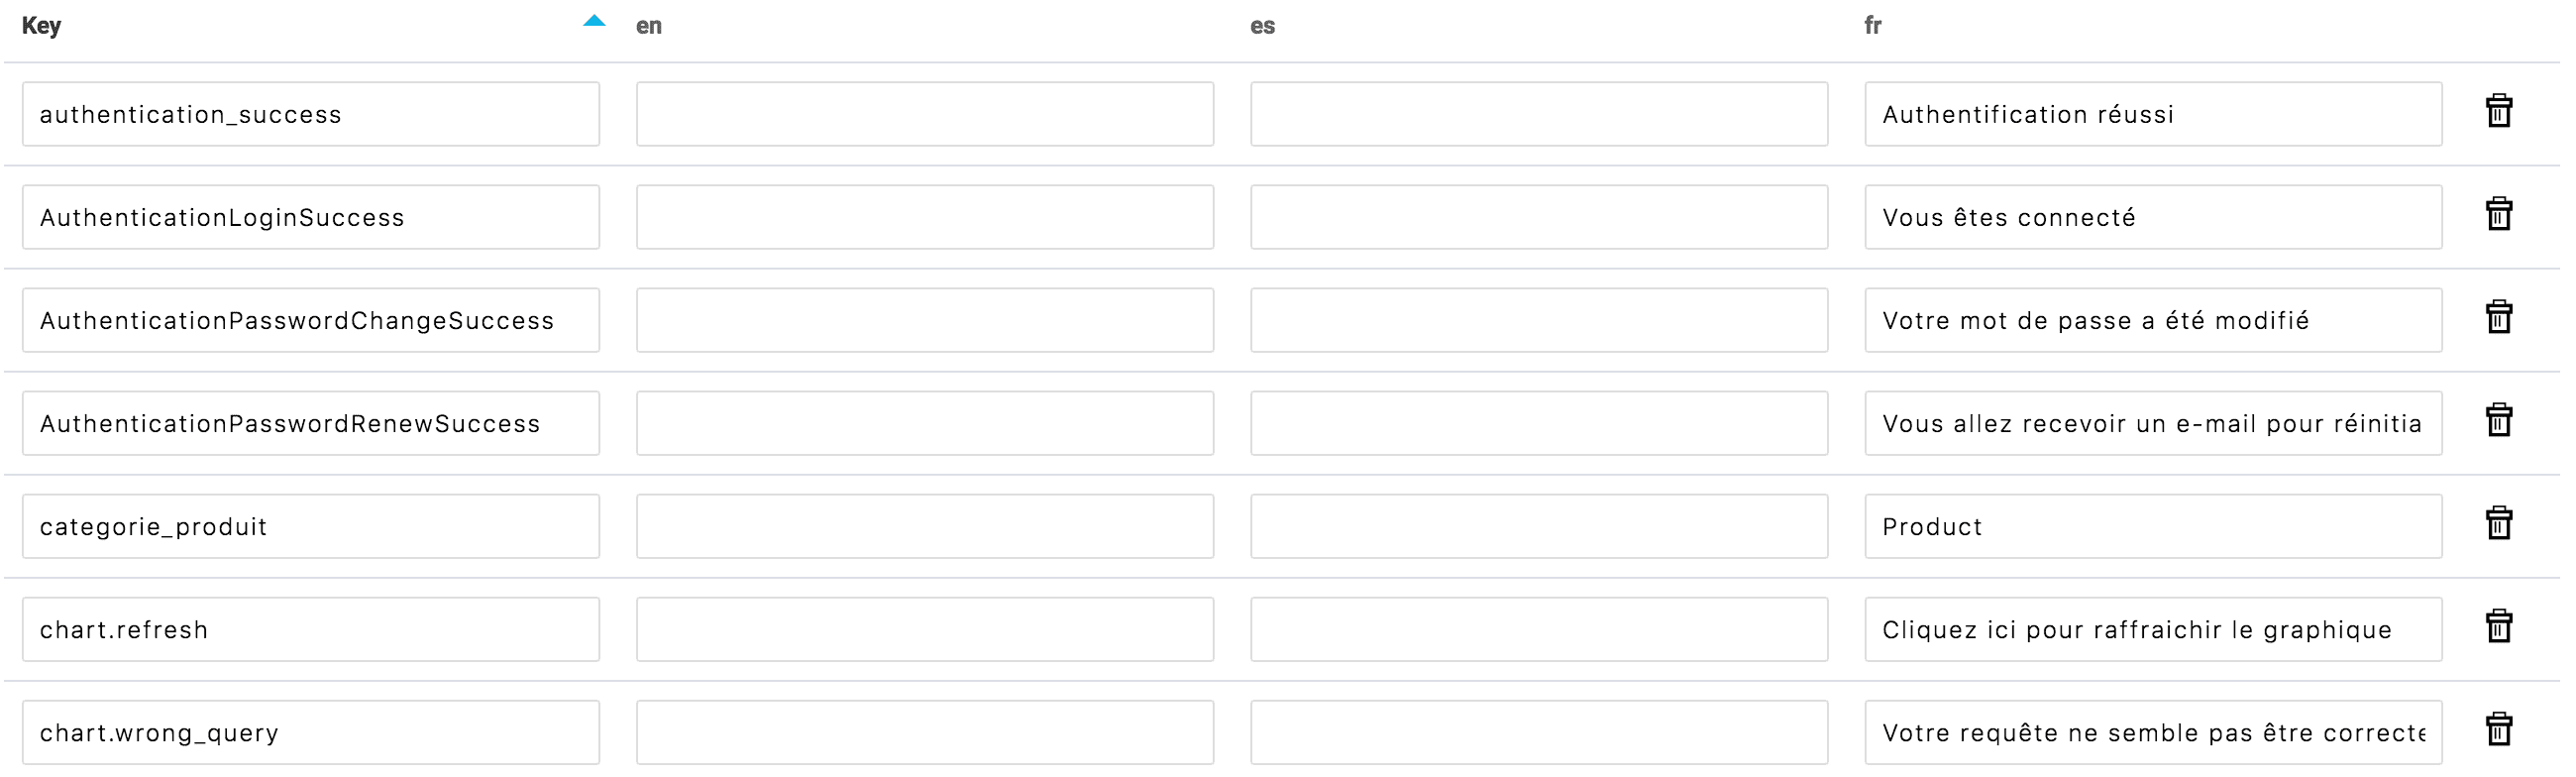 Key en es fr
authentication_success Authentification réussi
AuthenticationLoginSuccess Vous êtes connecté
AuthenticationPasswordChangeSuccess Votre mot de passe a été modifié
AuthenticationPasswordRenewSuccess Vous allez recevoir un e-mail pour réinitia
categorie_produit Product
chart.refresh Cliquez ici pour raffraichir le graphique
chart.wrong_query Votre requête ne semble pas être correcte